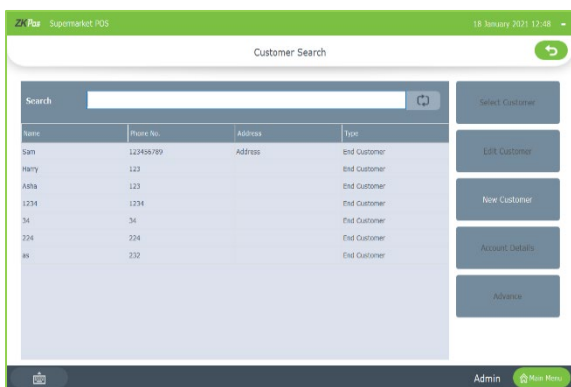 ZKPos Supermarket POS 18 January 2021 12:48
Customer Search
Search
Select Customer
Name Phone No. Address Type
Sam 123456789 Address End Customer
Edit Customer
Harry 123 End Customer
Asha 123 End Customer
1234 1234 End Customer
New Customer
34 34 End Customer
224 224 End Customer
as 232 End Customer
Account Details
Advance
Admin Main Menu